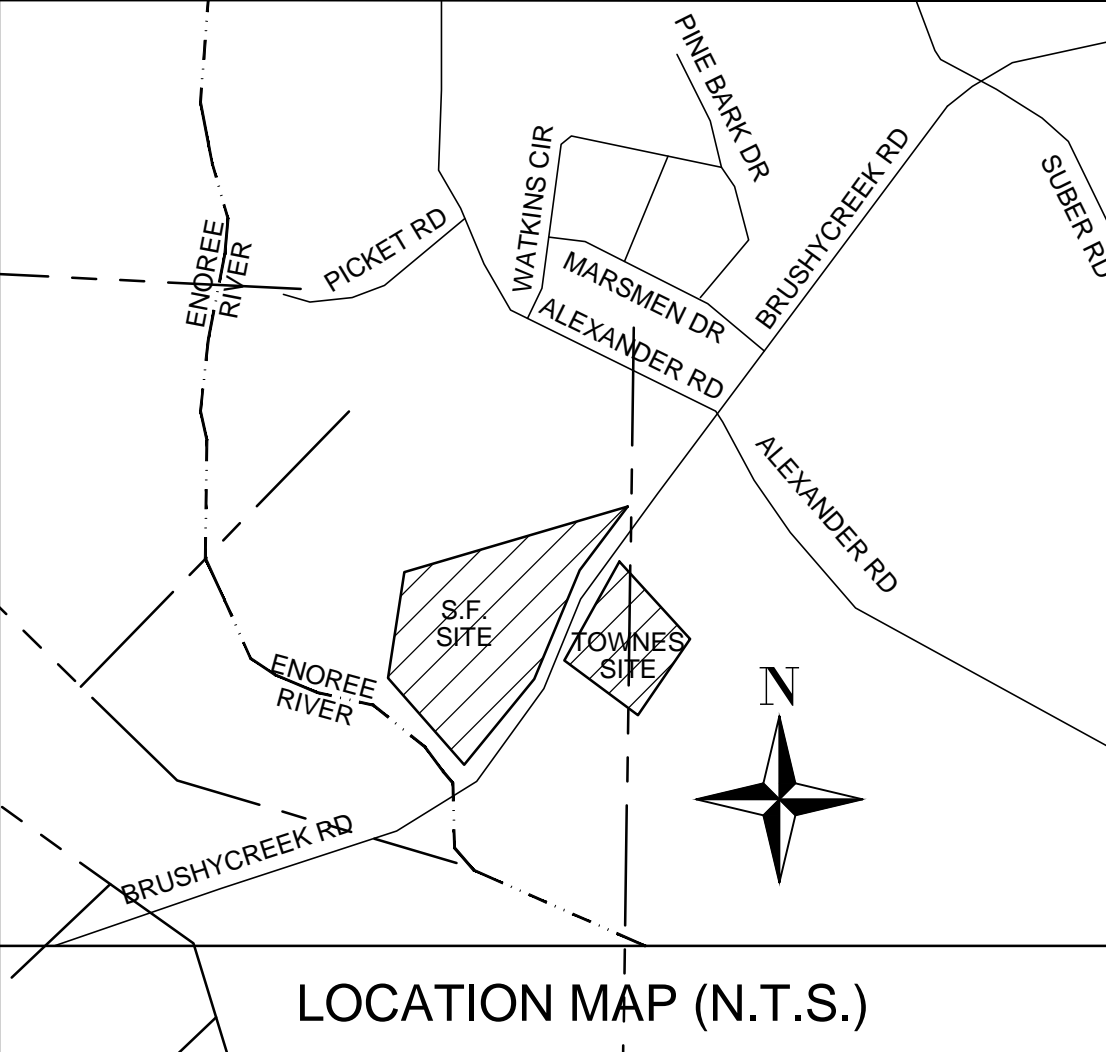 PINE BARK DR
WATKINS CIR
BRUSHYCREEK RD
SUBER RD
PICKET RD
ENOREE
RIVER
MARSMEN DR
ALEXANDER RD
ALEXANDER RD
S.F.
SITE
TOWNES
SITE
ENOREE
RIVER
N
BRUSHYCREEK RD
LOCATION MAP (N.T.S.)